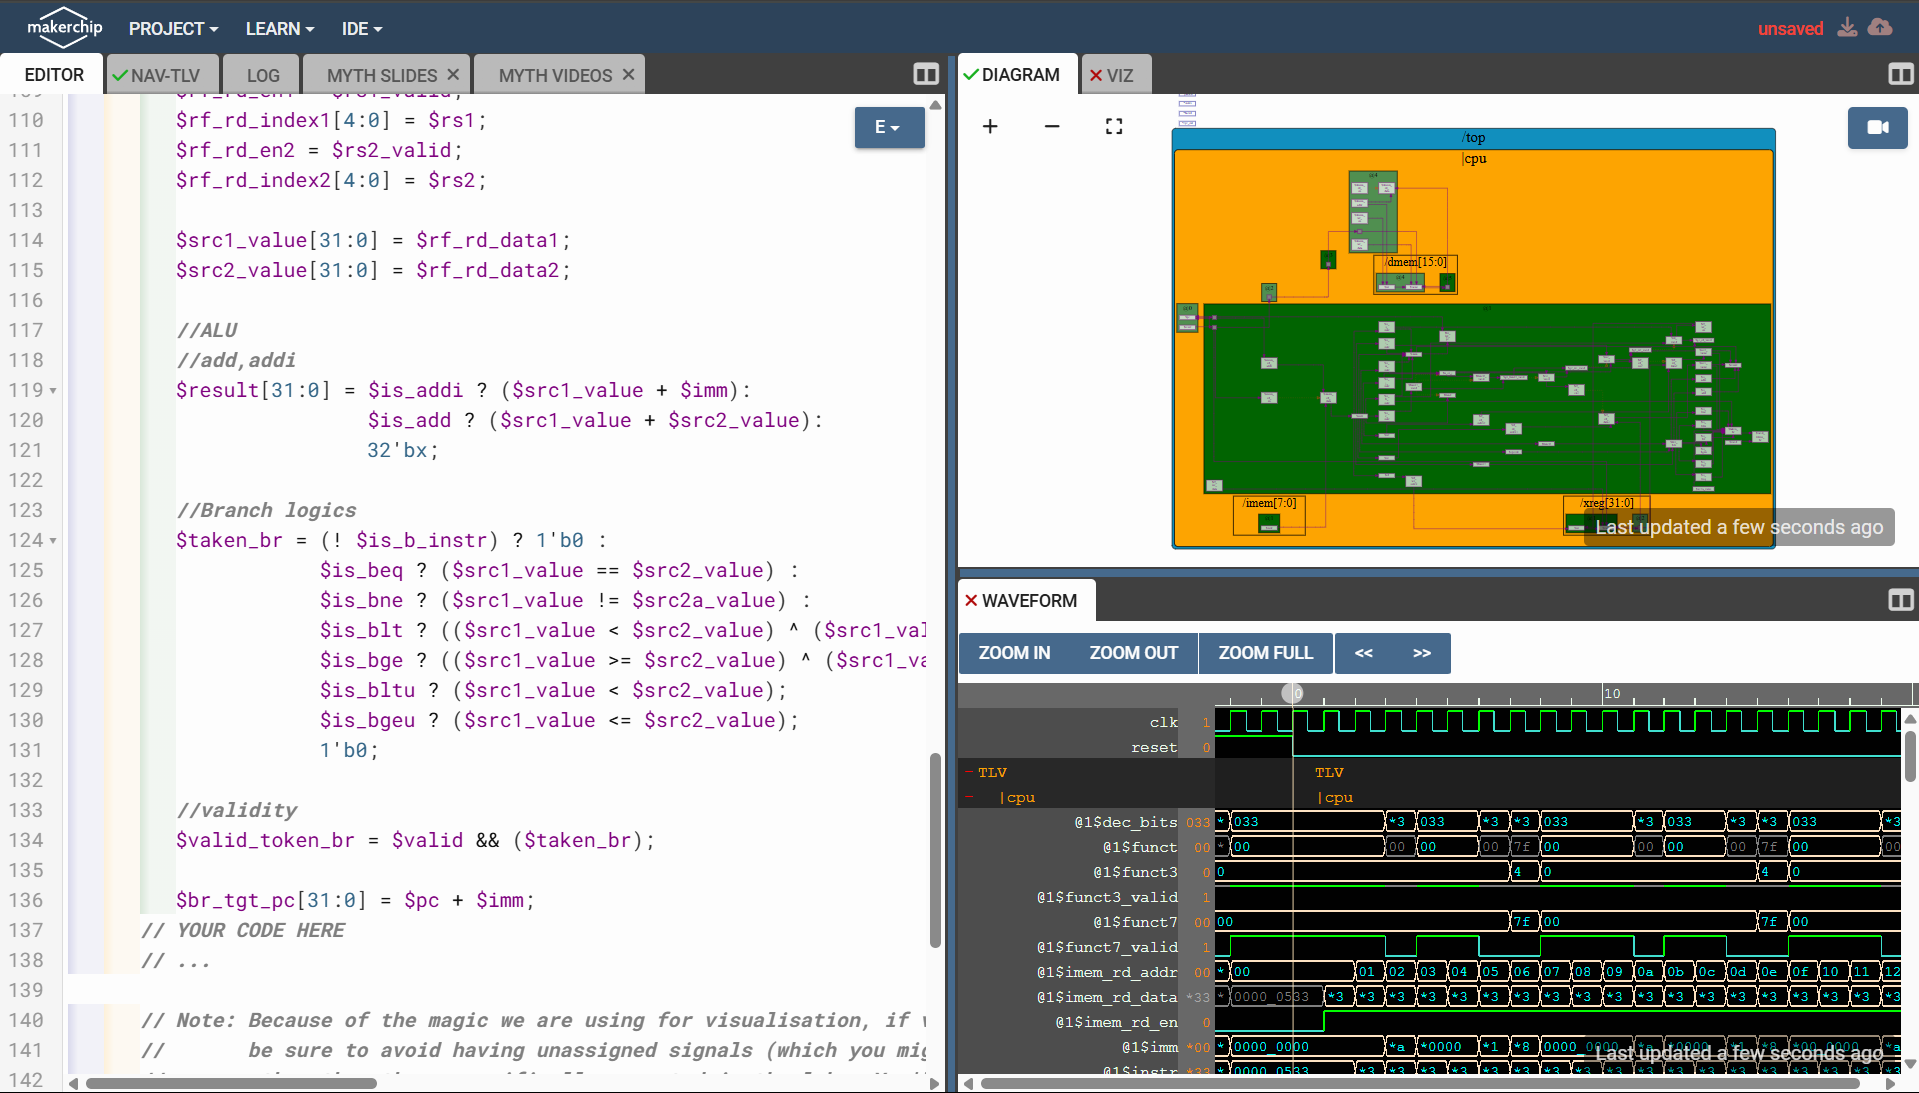 makerchip PROJECT LEARN IDE unsaved
EDITOR NAV-TLV LOG MYTH SLIDES MYTH VIDEOS
E
110 $rf_rd_index1[4:0] = $rs1;
111 $rf_rd_en2 = $rs2_valid;
112 $rf_rd_index2[4:0] = $rs2;
113
114 $src1_value[31:0] = $rf_rd_data1;
115 $src2_value[31:0] = $rf_rd_data2;
116
117 //ALU
118 //add,addi
119 $result[31:0] = $is_addi ? ($src1_value + $imm):
120 $is_add ? ($src1_value + $src2_value):
121 32'bx;
122
123 //Branch logics
124 $taken_br = (! $is_b_instr) ? 1'b0 :
125 $is_beq ? ($src1_value == $src2_value) :
126 $is_bne ? ($src1_value != $src2a_value) :
127 $is_blt ? (($src1_value < $src2_value) ^ ($src1_val
128 $is_bge ? (($src1_value >= $src2_value) ^ ($src1_va
129 $is_bltu ? ($src1_value < $src2_value);
130 $is_bgeu ? ($src1_value <= $src2_value);
131 1'b0;
132
133 //validity
134 $valid_token_br = $valid && ($taken_br);
135
136 $br_tgt_pc[31:0] = $pc + $imm;
137 // YOUR CODE HERE
138 // ...
139
140 // Note: Because of the magic we are using for visualisation, if
141 // be sure to avoid having unassigned signals (which you mig
142
DIAGRAM VIZ
/top
|cpu
/dmem[15:0]
/imem[7:0] /xreg[31:0]
Last updated a few seconds ago
WAVEFORM
ZOOM IN ZOOM OUT ZOOM FULL << >>
0 10
clk 1
reset 0
TLV TLV
|cpu |cpu
@1$dec_bits 033 * 033 *3 033 *3 *3 033 *3 033 *3 *3 033 *3
@1$funct 00 * 00 00 00 00 7f 00 00 00 00 7f 00 00
@1$funct3 0 0 4 0 4 0
@1$funct3_valid 1
@1$funct7 00 00 7f 00 7f 00
@1$funct7_valid 1
@1$imem_rd_addr 00 * 00 01 02 03 04 05 06 07 08 09 0a 0b 0c 0d 0e 0f 10 11 12
@1$imem_rd_data *33 * 0000_0533 *3 *3 *3 *3 *3 *3 *3 *3 *3 *3 *3 *3 *3 *3 *3 *3 *3 *3 *3
@1$imem_rd_en 0
@1$imm *00 * 0000_0000 *a *0000 *1 *8
Last updated a few seconds ago
@1$instr *33 * 0000_0533